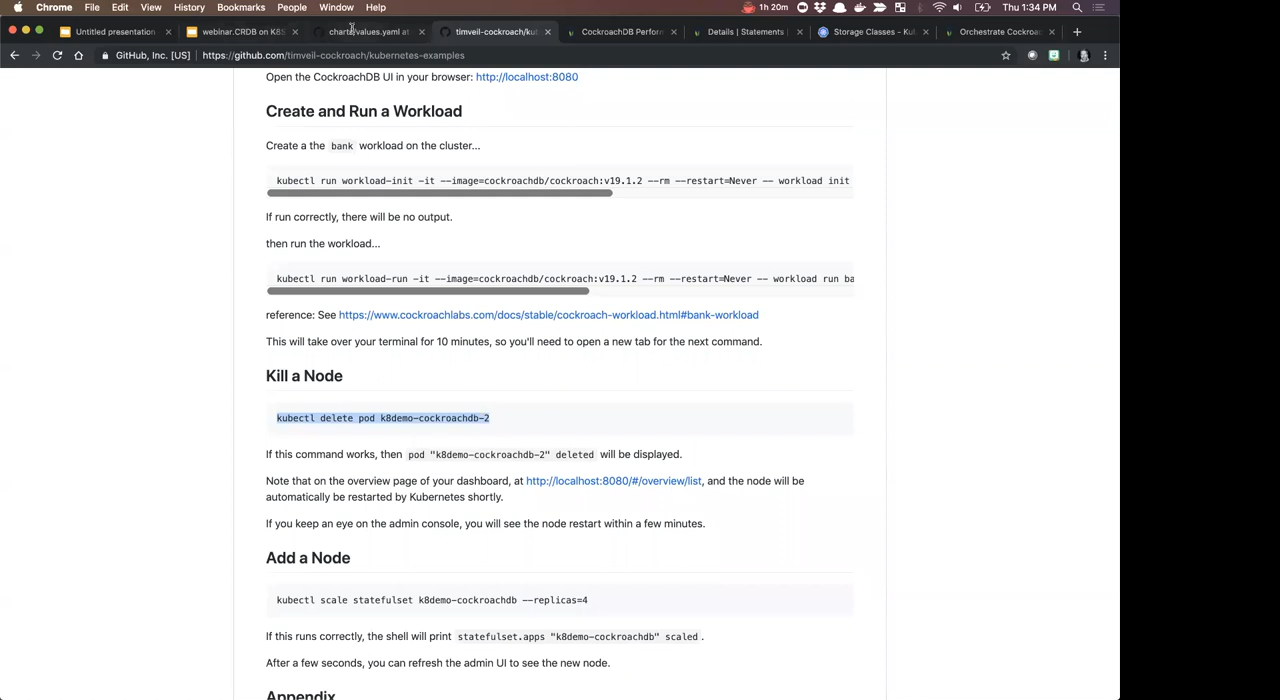 Chrome File Edit View History Bookmarks People Window Help 1h 20m Thu 1:34 PM
Untitled presentation webinar.CRDB on K8S charts/values.yaml at timveil-cockroach/kub CockroachDB Perform Details | Statements | Storage Classes - Kub Orchestrate Cockroac
GitHub, Inc. [US] https://github.com/timveil-cockroach/kubernetes-examples
Open the CockroachDB UI in your browser: http://localhost:8080
Create and Run a Workload
Create a the bank workload on the cluster...
kubectl run workload-init -it --image=cockroachdb/cockroach:v19.1.2 --rm --restart=Never -- workload init
If run correctly, there will be no output.
then run the workload...
kubectl run workload-run -it --image=cockroachdb/cockroach:v19.1.2 --rm --restart=Never -- workload run ba
reference: See https://www.cockroachlabs.com/docs/stable/cockroach-workload.html#bank-workload
This will take over your terminal for 10 minutes, so you'll need to open a new tab for the next command.
Kill a Node
kubectl delete pod k8demo-cockroachdb-2
If this command works, then pod "k8demo-cockroachdb-2" deleted will be displayed.
Note that on the overview page of your dashboard, at http://localhost:8080/#/overview/list, and the node will be
automatically be restarted by Kubernetes shortly.
If you keep an eye on the admin console, you will see the node restart within a few minutes.
Add a Node
kubectl scale statefulset k8demo-cockroachdb --replicas=4
If this runs correctly, the shell will print statefulset.apps "k8demo-cockroachdb" scaled.
After a few seconds, you can refresh the admin UI to see the new node.
Appendix